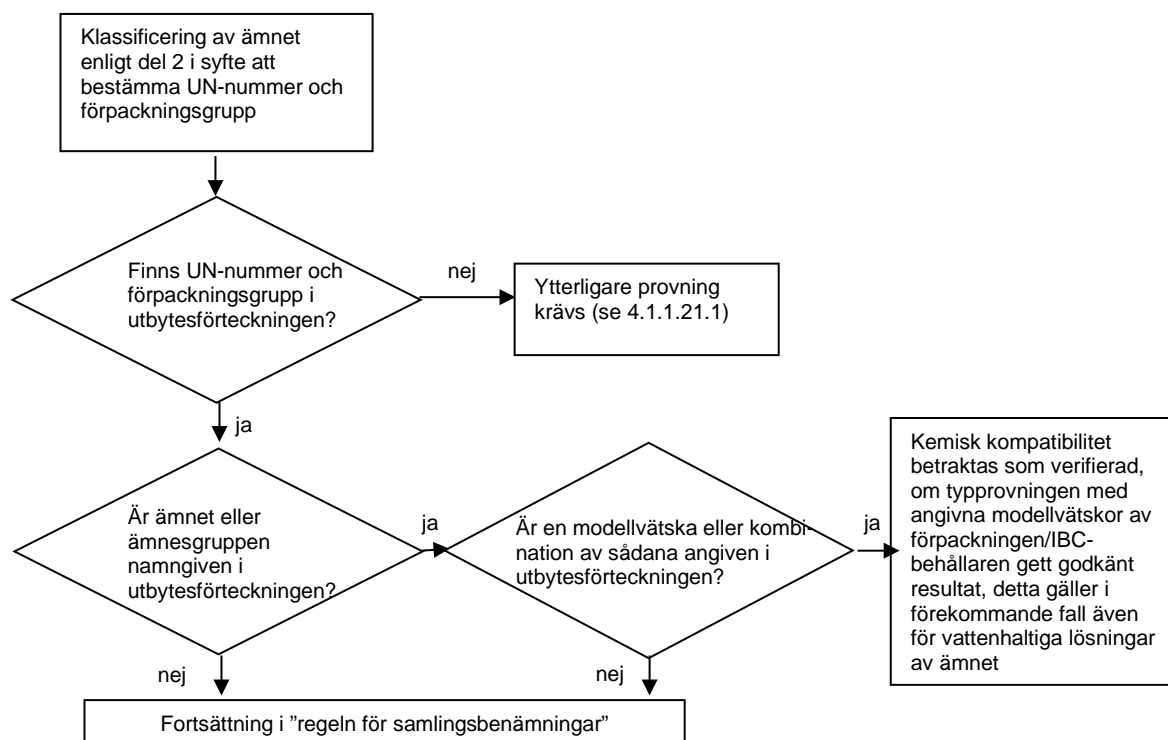 Klassificering av ämnet
enligt del 2 i syfte att
bestämma UN-nummer och
förpackningsgrupp
Finns UN-nummer och
förpackningsgrupp i
utbytesförteckningen?
nej
Ytterligare provning
krävs (se 4.1.1.21.1)
ja
Är ämnet eller
ämnesgruppen
namngiven i
utbytesförteckningen?
ja
Är en modellvätska eller kombi-
nation av sådana angiven i
utbytesförteckningen?
ja
Kemisk kompatibilitet
betraktas som verifierad,
om typprovningen med
angivna modellvätskor av
förpackningen/IBC-
behållaren gett godkänt
resultat, detta gäller i
förekommande fall även
för vattenhaltiga lösningar
av ämnet
nej
nej
Fortsättning i ”regeln för samlingsbenämningar”